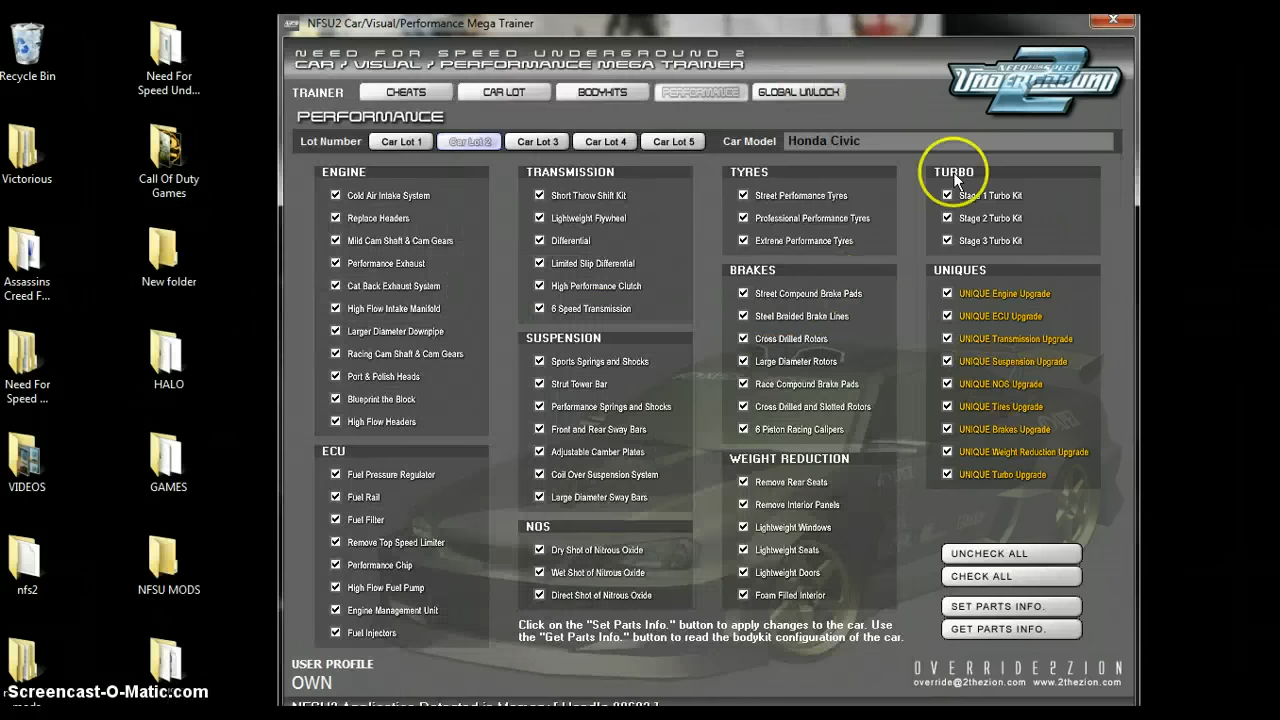 NFSU2 Car/Visual/Performance Mega Trainer
NEED FOR SPEED UNDERGROUND 2
CAR / VISUAL / PERFORMANCE MEGA TRAINER
NEED FOR SPEED
UNDERGROUND 2
TRAINER CHEATS CAR LOT BODYKITS PERFORMANCE GLOBAL UNLOCK
PERFORMANCE
Lot Number Car Lot 1 Car Lot 2 Car Lot 3 Car Lot 4 Car Lot 5 Car Model Honda Civic
ENGINE
Cold Air Intake System
Replace Headers
Mild Cam Shaft & Cam Gears
Performance Exhaust
Cat Back Exhaust System
High Flow Intake Manifold
Larger Diameter Downpipe
Racing Cam Shaft & Cam Gears
Port & Polish Heads
Blueprint the Block
High Flow Headers
ECU
Fuel Pressure Regulator
Fuel Rail
Fuel Filter
Remove Top Speed Limiter
Performance Chip
High Flow Fuel Pump
Engine Management Unit
Fuel Injectors
TRANSMISSION
Short Throw Shift Kit
Lightweight Flywheel
Differential
Limited Slip Differential
High Performance Clutch
6 Speed Transmission
SUSPENSION
Sports Springs and Shocks
Strut Tower Bar
Performance Springs and Shocks
Front and Rear Sway Bars
Adjustable Camber Plates
Coil Over Suspension System
Large Diameter Sway Bars
NOS
Dry Shot of Nitrous Oxide
Wet Shot of Nitrous Oxide
Direct Shot of Nitrous Oxide
TYRES
Street Performance Tyres
Professional Performance Tyres
Extreme Performance Tyres
BRAKES
Street Compound Brake Pads
Steel Braided Brake Lines
Cross Drilled Rotors
Large Diameter Rotors
Race Compound Brake Pads
Cross Drilled and Slotted Rotors
6 Piston Racing Calipers
WEIGHT REDUCTION
Remove Rear Seats
Remove Interior Panels
Lightweight Windows
Lightweight Seats
Lightweight Doors
Foam Filled Interior
TURBO
Stage 1 Turbo Kit
Stage 2 Turbo Kit
Stage 3 Turbo Kit
UNIQUES
UNIQUE Engine Upgrade
UNIQUE ECU Upgrade
UNIQUE Transmission Upgrade
UNIQUE Suspension Upgrade
UNIQUE NOS Upgrade
UNIQUE Tires Upgrade
UNIQUE Brakes Upgrade
UNIQUE Weight Reduction Upgrade
UNIQUE Turbo Upgrade
UNCHECK ALL
CHECK ALL
SET PARTS INFO.
GET PARTS INFO.
Click on the "Set Parts Info." button to apply changes to the car. Use
the "Get Parts Info." button to read the bodykit configuration of the car.
USER PROFILE
OWN
OVERRIDE2ZION
override@2thezion.com www.2thezion.com
Recycle Bin
Need For
Speed Und...
Victorious
Call Of Duty
Games
Assassins
Creed F...
New folder
Need For
Speed ...
HALO
VIDEOS
GAMES
nfs2
NFSU MODS
Screencast-O-Matic.com